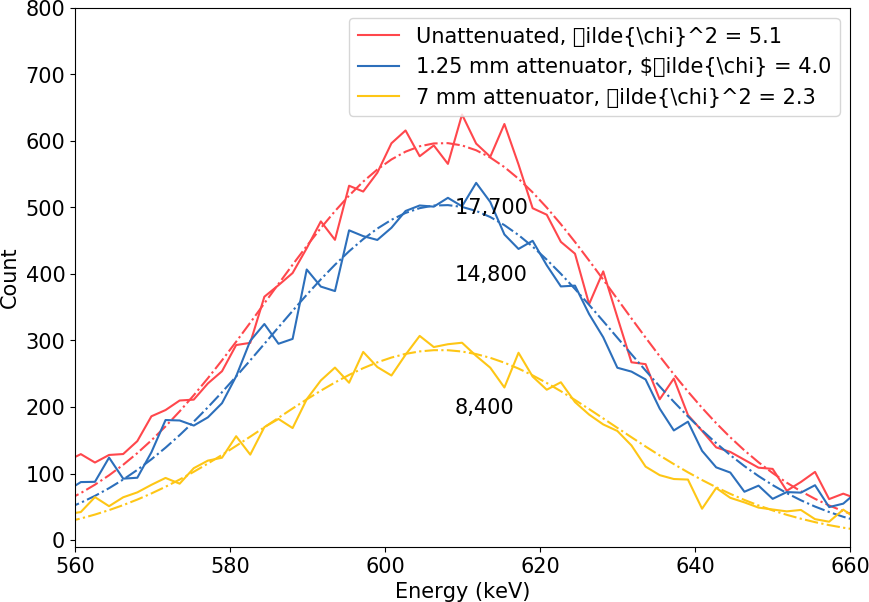 800
700
600
500
400
300
200
100
0
Count
Unattenuated, ▯ilde{\chi}^2 = 5.1
1.25 mm attenuator, $▯ilde{\chi} = 4.0
7 mm attenuator, ▯ilde{\chi}^2 = 2.3
17,700
14,800
8,400
560 580 600 620 640 660
Energy (keV)